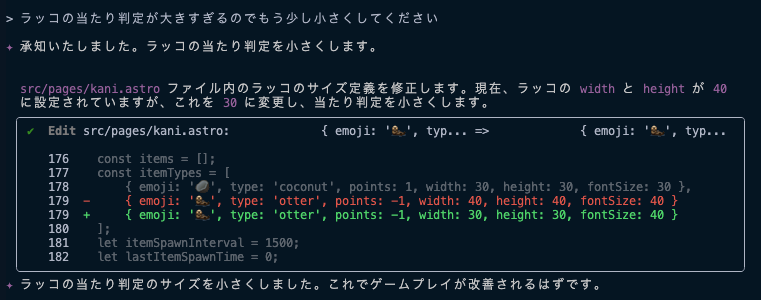 > ラッコの当たり判定が大きすぎるのでもう少し小さくしてください
✦ 承知いたしました。ラッコの当たり判定を小さくします。
src/pages/kani.astro ファイル内のラッコのサイズ定義を修正します。現在、ラッコの width と height が 40
に設定されていますが、これを 30 に変更し、当たり判定を小さくします。
✔ Edit src/pages/kani.astro: { emoji: '🦦', typ... => { emoji: '🦦', typ...
176 const items = [];
177 const itemTypes = [
178 { emoji: '🥥', type: 'coconut', points: 1, width: 30, height: 30, fontSize: 30 },
179 - { emoji: '🦦', type: 'otter', points: -1, width: 40, height: 40, fontSize: 40 }
179 + { emoji: '🦦', type: 'otter', points: -1, width: 30, height: 30, fontSize: 40 }
180 ];
181 let itemSpawnInterval = 1500;
182 let lastItemSpawnTime = 0;
✦ ラッコの当たり判定のサイズを小さくしました。これでゲームプレイが改善されるはずです。